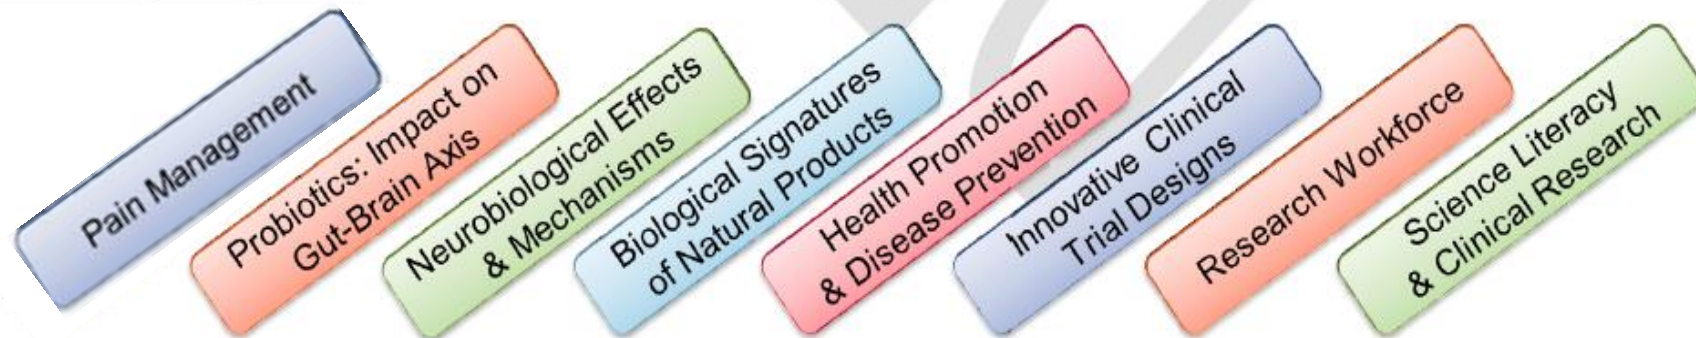 Pain Management
Probiotics: Impact on
Gut-Brain Axis
Neurobiological Effects
& Mechanisms
Biological Signatures
of Natural Products
Health Promotion
& Disease Prevention
Innovative Clinical
Trial Designs
Research Workforce
Science Literacy
& Clinical Research